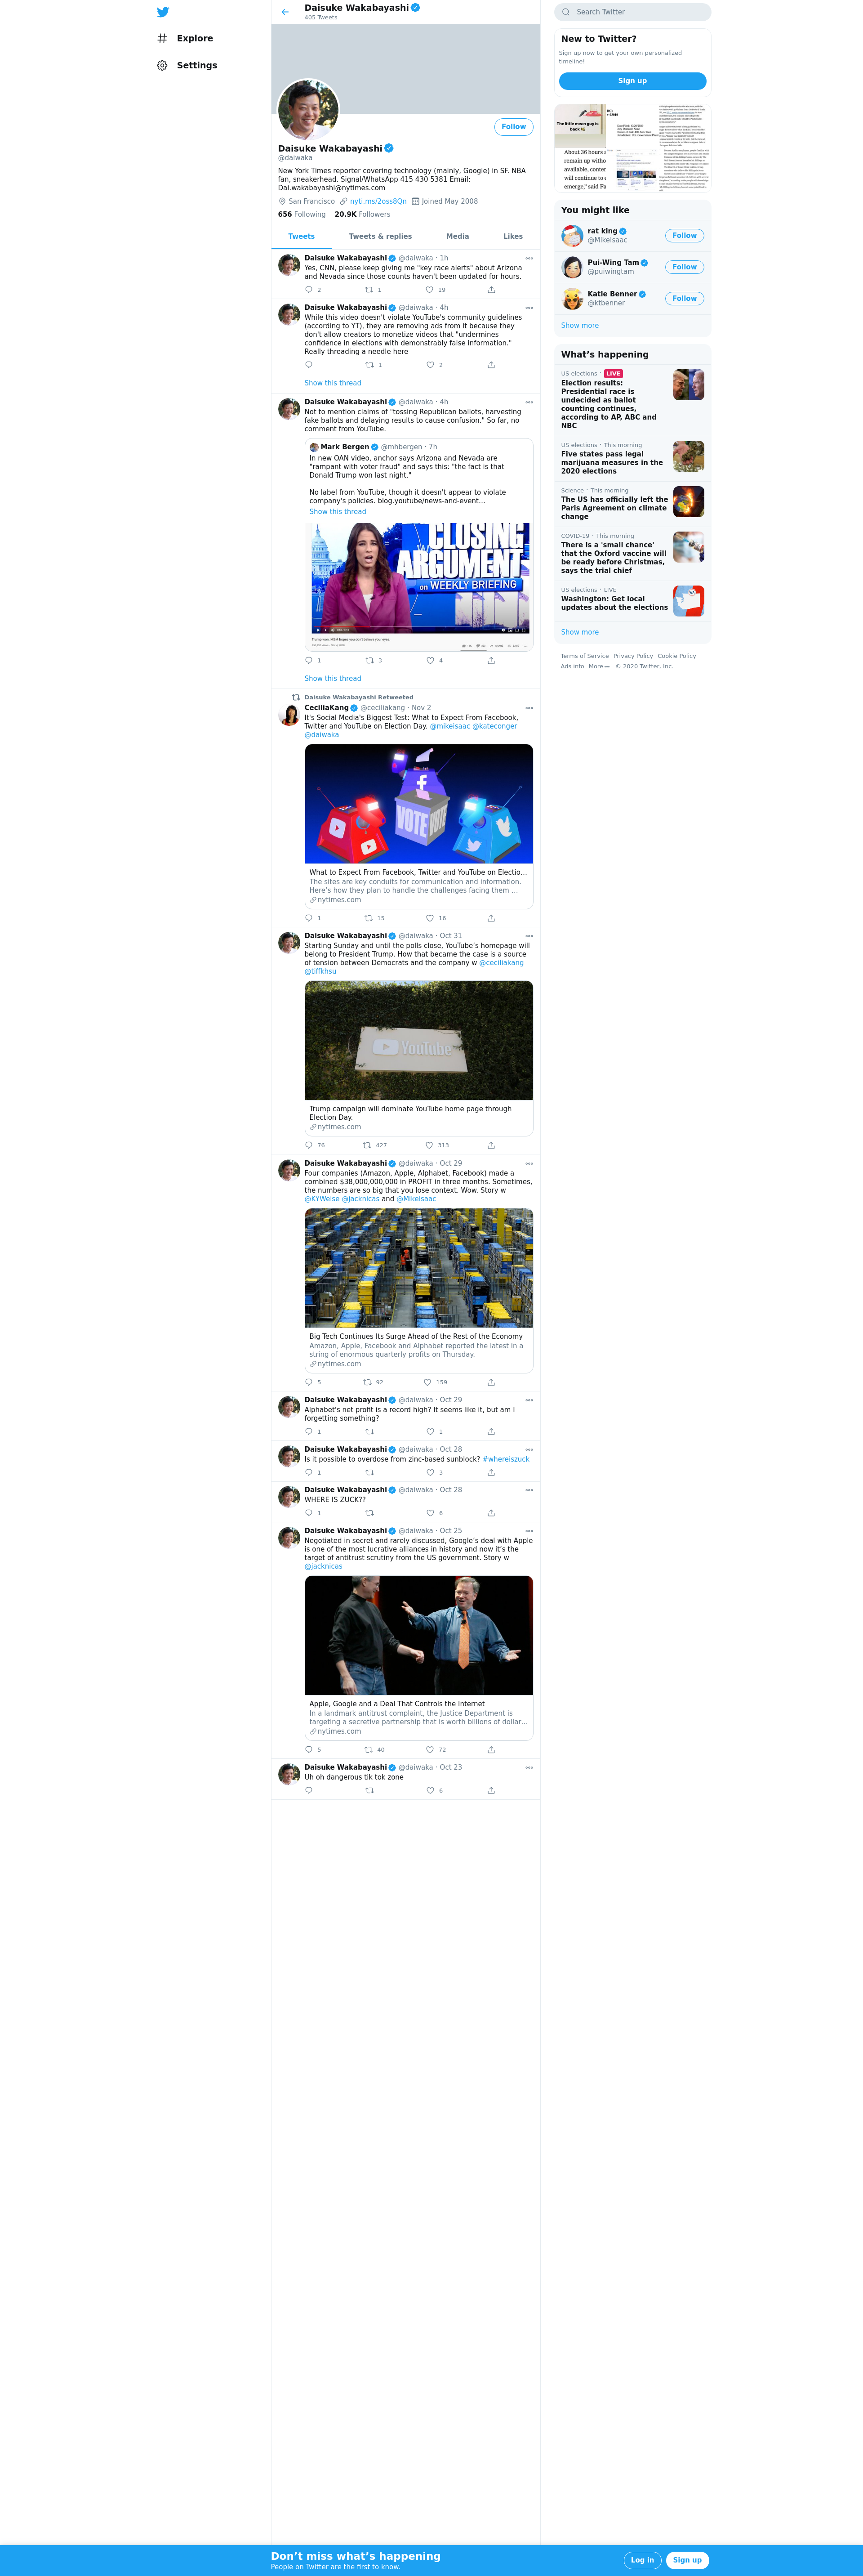 Explore
Settings
Daisuke Wakabayashi
405 Tweets
Follow
Daisuke Wakabayashi
@daiwaka
New York Times reporter covering technology (mainly, Google) in SF. NBA
fan, sneakerhead. Signal/WhatsApp 415 430 5381 Email:
Dai.wakabayashi@nytimes.com
San Francisco nyti.ms/2ossBQn Joined May 2008
656 Following 20.9K Followers
Tweets Tweets & replies Media Likes
Daisuke Wakabayashi @daiwaka · 1h
Yes, CNN, please keep giving me "key race alerts" about Arizona
and Nevada since those counts haven't been updated for hours.
2 1 19
Daisuke Wakabayashi @daiwaka · 4h
While this video doesn't violate YouTube's community guidelines
(according to YT), they are removing ads from it because they
don't allow creators to monetize videos that "undermines
confidence in elections with demonstrably false information."
Really threading a needle here
1 2
Show this thread
Daisuke Wakabayashi @daiwaka · 4h
Not to mention claims of "tossing Republican ballots, harvesting
fake ballots and delaying results to cause confusion." So far, no
comment from YouTube.
Mark Bergen @mhbergen · 7h
In new OAN video, anchor says Arizona and Nevada are
"rampant with voter fraud" and says this: "the fact is that
Donald Trump won last night."
No label from YouTube, though it doesn't appear to violate
company's policies. blog.youtube/news-and-event…
Show this thread
CLOSING
ARGUMENT
on WEEKLY BRIEFING
Trump won. MSM hopes you don't believe your eyes.
1 3 4
Show this thread
Daisuke Wakabayashi Retweeted
CeciliaKang @ceciliakang · Nov 2
It's Social Media's Biggest Test: What to Expect From Facebook,
Twitter and YouTube on Election Day. @mikeisaac @kateconger
@daiwaka
VOTE
What to Expect From Facebook, Twitter and YouTube on Electio…
The sites are key conduits for communication and information.
Here's how they plan to handle the challenges facing them …
nytimes.com
1 15 16
Daisuke Wakabayashi @daiwaka · Oct 31
Starting Sunday and until the polls close, YouTube's homepage will
belong to President Trump. How that became the case is a source
of tension between Democrats and the company w @ceciliakang
@tiffkhsu
YouTube
Trump campaign will dominate YouTube home page through
Election Day.
nytimes.com
76 427 313
Daisuke Wakabayashi @daiwaka · Oct 29
Four companies (Amazon, Apple, Alphabet, Facebook) made a
combined $38,000,000,000 in PROFIT in three months. Sometimes,
the numbers are so big that you lose context. Wow. Story w
@KYWeise @jacknicas and @MikeIsaac
Big Tech Continues Its Surge Ahead of the Rest of the Economy
Amazon, Apple, Facebook and Alphabet reported the latest in a
string of enormous quarterly profits on Thursday.
nytimes.com
5 92 159
Daisuke Wakabayashi @daiwaka · Oct 29
Alphabet's net profit is a record high? It seems like it, but am I
forgetting something?
1 1
Daisuke Wakabayashi @daiwaka · Oct 28
Is it possible to overdose from zinc-based sunblock? #whereiszuck
1 3
Daisuke Wakabayashi @daiwaka · Oct 28
WHERE IS ZUCK??
1 6
Daisuke Wakabayashi @daiwaka · Oct 25
Negotiated in secret and rarely discussed, Google's deal with Apple
is one of the most lucrative alliances in history and now it's the
target of antitrust scrutiny from the US government. Story w
@jacknicas
Apple, Google and a Deal That Controls the Internet
In a landmark antitrust complaint, the Justice Department is
targeting a secretive partnership that is worth billions of dollar…
nytimes.com
5 40 72
Daisuke Wakabayashi @daiwaka · Oct 23
Uh oh dangerous tik tok zone
6
Search Twitter
New to Twitter?
Sign up now to get your own personalized
timeline!
Sign up
The little mean guy is
back
About 36 hours a
remain up witho
available, conter
will continue to e
emerge," said Fa
You might like
rat king
@MikeIsaac
Follow
Pui-Wing Tam
@puiwingtam
Follow
Katie Benner
@ktbenner
Follow
Show more
What's happening
US elections · LIVE
Election results:
Presidential race is
undecided as ballot
counting continues,
according to AP, ABC and
NBC
US elections · This morning
Five states pass legal
marijuana measures in the
2020 elections
Science · This morning
The US has officially left the
Paris Agreement on climate
change
COVID-19 · This morning
There is a 'small chance'
that the Oxford vaccine will
be ready before Christmas,
says the trial chief
US elections · LIVE
Washington: Get local
updates about the elections
Show more
Terms of Service Privacy Policy Cookie Policy
Ads info More © 2020 Twitter, Inc.
Don't miss what's happening
People on Twitter are the first to know.
Log in Sign up